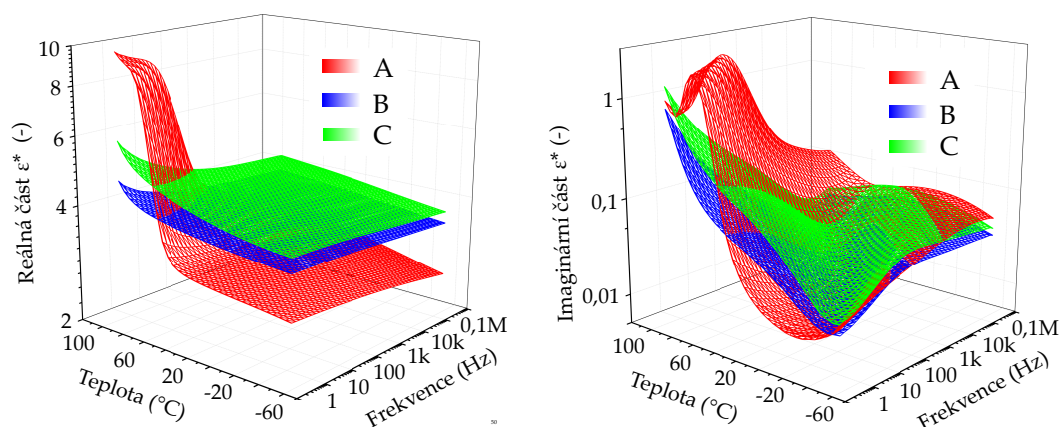 10
8
6
4
2
Reálná část ε* (-)
A
B
C
100
60
20
-20
-60
Teplota (°C)
1
10
100
1k
10k
0,1M
Frekvence (Hz)
50
1
0,1
0,01
Imaginární část ε* (-)
A
B
C
100
60
20
-20
-60
Teplota (°C)
1
10
100
1k
10k
0,1M
Frekvence (Hz)